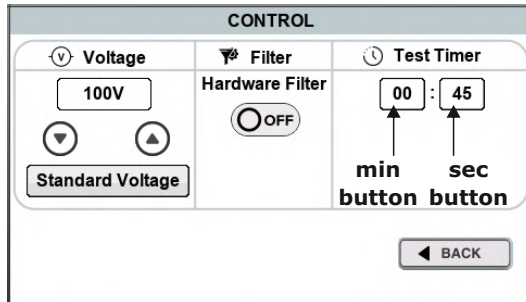 CONTROL
V Voltage
Filter
Test Timer
100V
Hardware Filter
OFF
00 : 45
Standard Voltage
min button
sec button
BACK